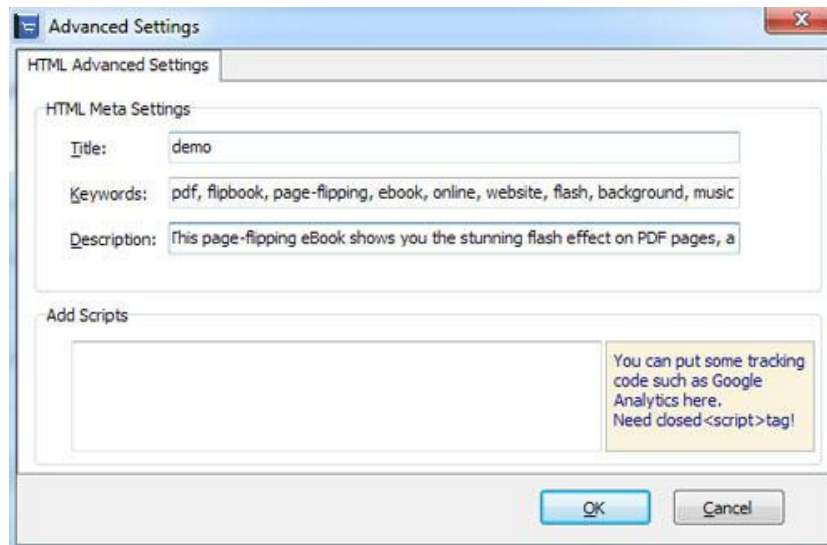 Advanced Settings
HTML Advanced Settings
HTML Meta Settings
Title: demo
Keywords: pdf, flipbook, page-flipping, ebook, online, website, flash, background, music
Description: This page-flipping eBook shows you the stunning flash effect on PDF pages, a
Add Scripts
You can put some tracking
code such as Google
Analytics here.
Need closed<script>tag!
OK Cancel